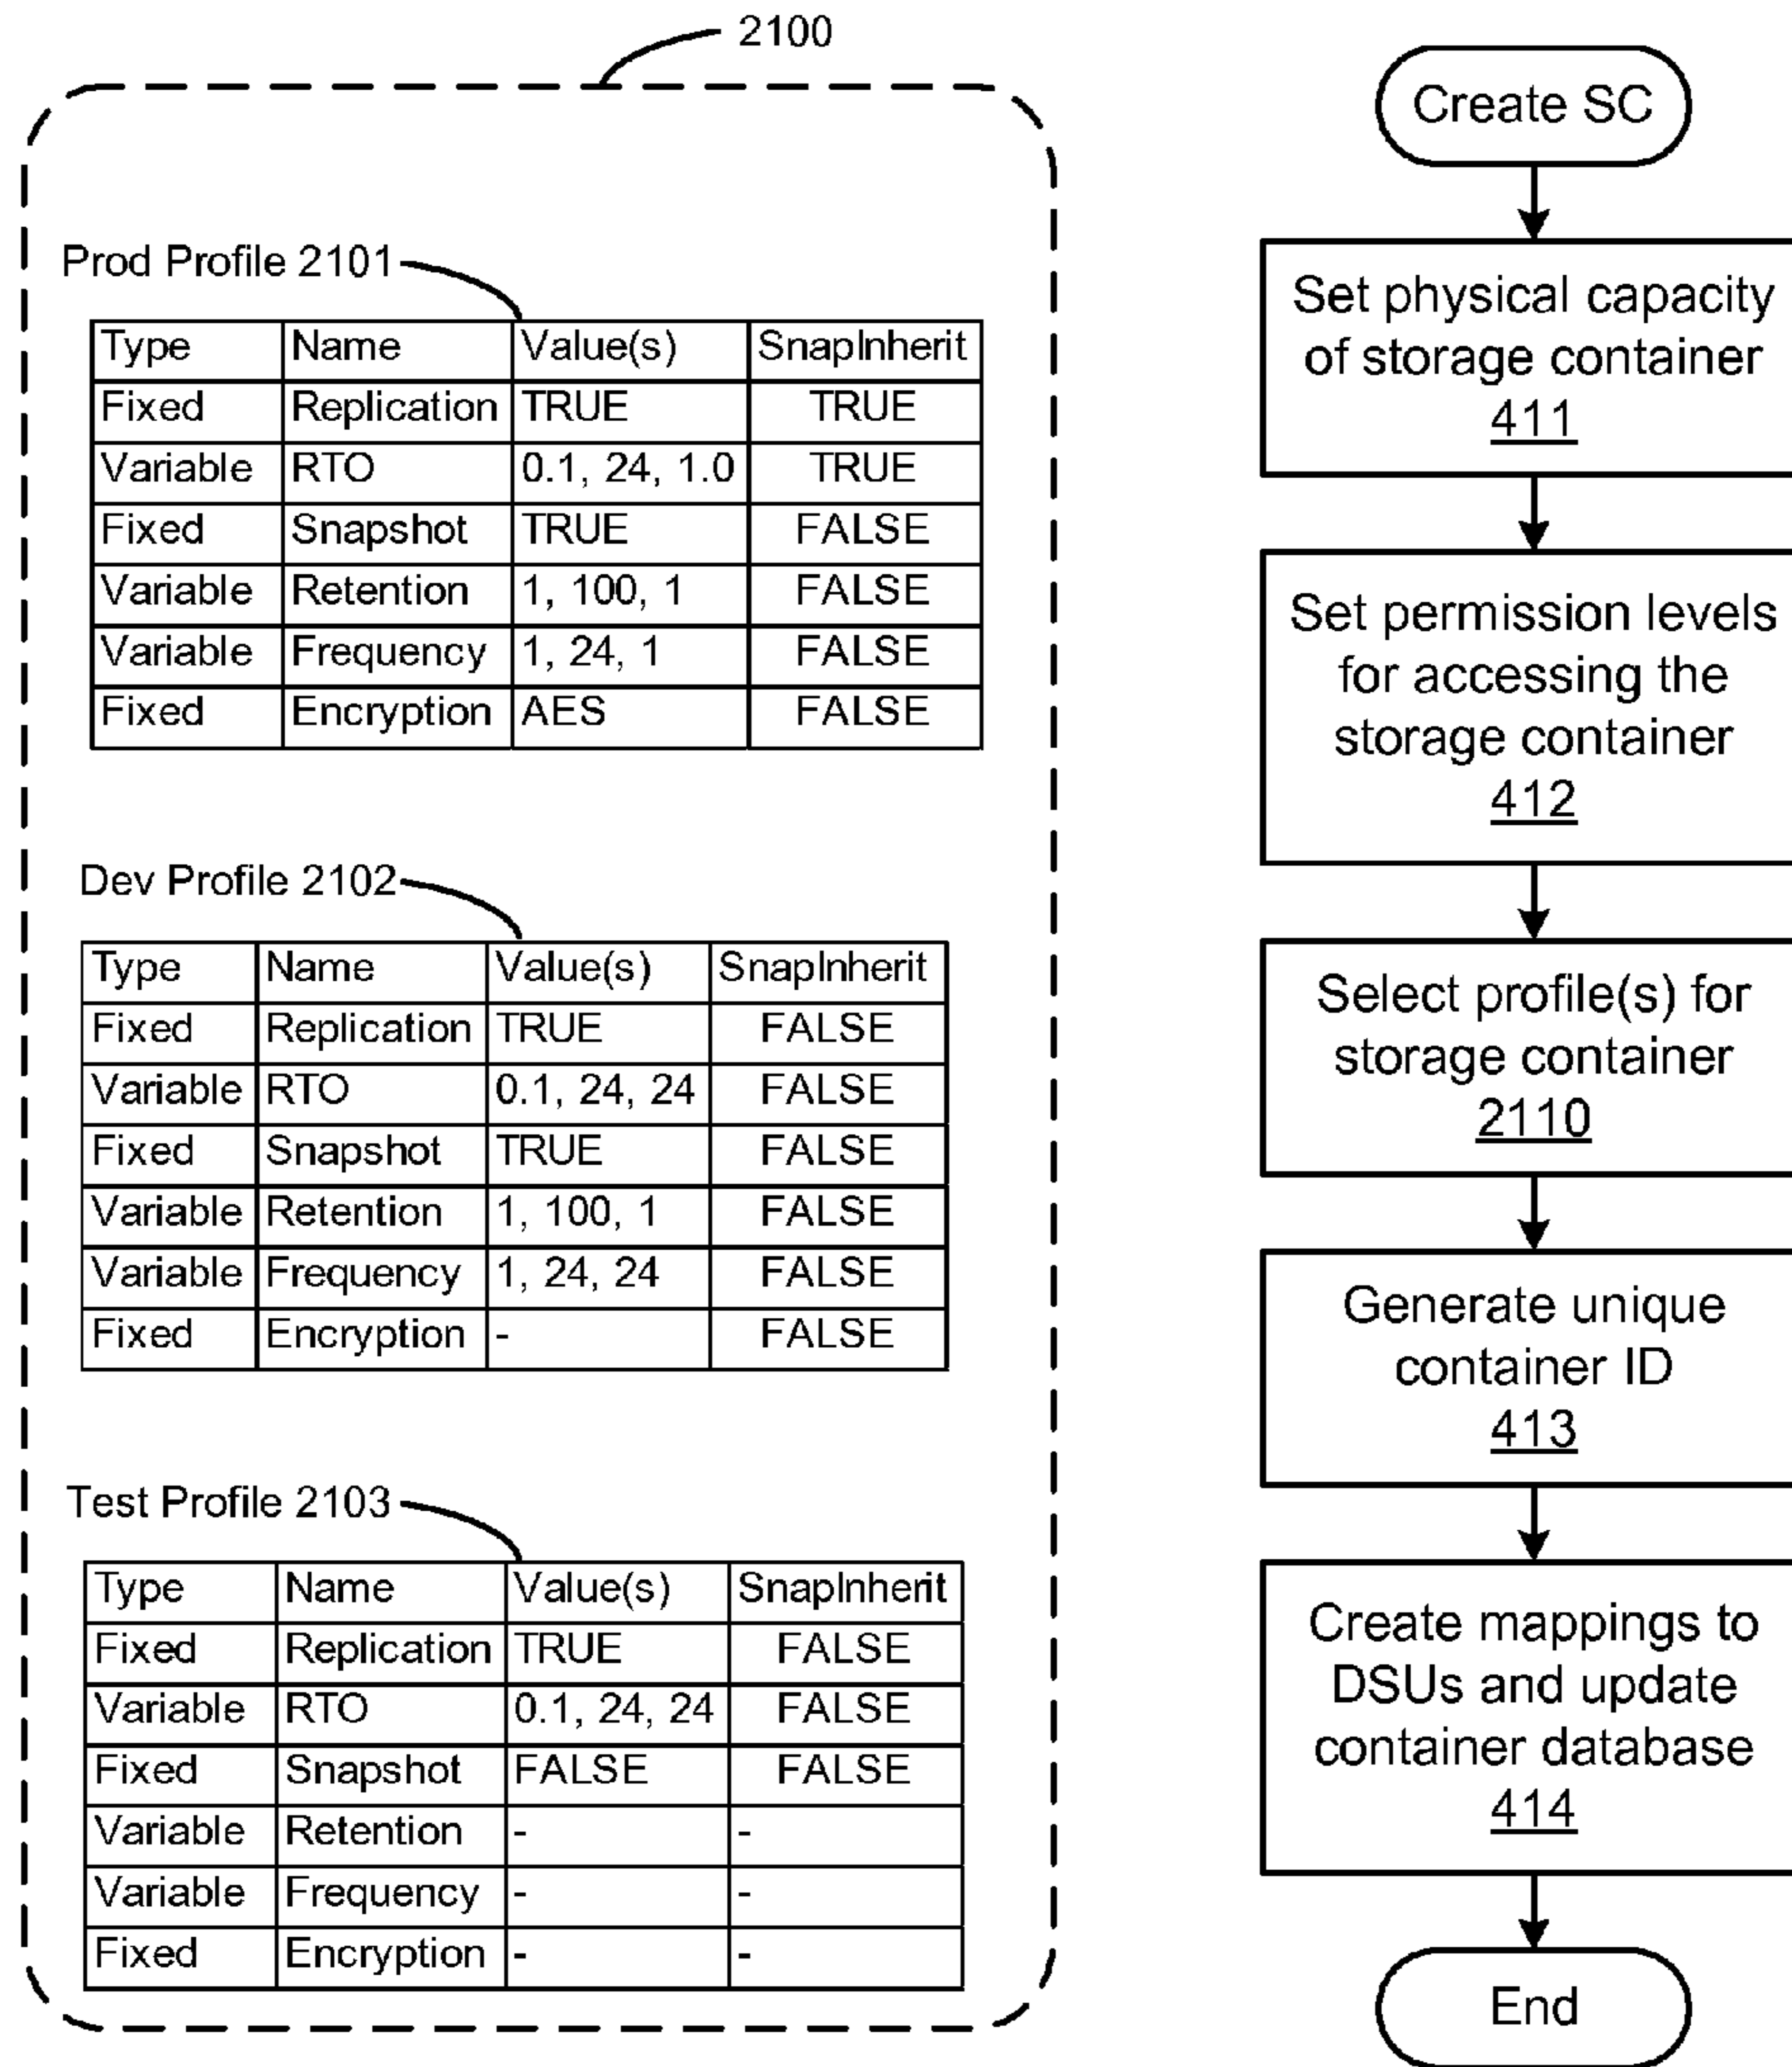 2100
Prod Profile 2101
Type Name Value(s) SnapInherit
Fixed Replication TRUE TRUE
Variable RTO 0.1, 24, 1.0 TRUE
Fixed Snapshot TRUE FALSE
Variable Retention 1, 100, 1 FALSE
Variable Frequency 1, 24, 1 FALSE
Fixed Encryption AES FALSE
Dev Profile 2102
Type Name Value(s) SnapInherit
Fixed Replication TRUE FALSE
Variable RTO 0.1, 24, 24 FALSE
Fixed Snapshot TRUE FALSE
Variable Retention 1, 100, 1 FALSE
Variable Frequency 1, 24, 24 FALSE
Fixed Encryption - FALSE
Test Profile 2103
Type Name Value(s) SnapInherit
Fixed Replication TRUE FALSE
Variable RTO 0.1, 24, 24 FALSE
Fixed Snapshot FALSE FALSE
Variable Retention - -
Variable Frequency - -
Fixed Encryption - -
Create SC
Set physical capacity
of storage container
411
Set permission levels
for accessing the
storage container
412
Select profile(s) for
storage container
2110
Generate unique
container ID
413
Create mappings to
DSUs and update
container database
414
End